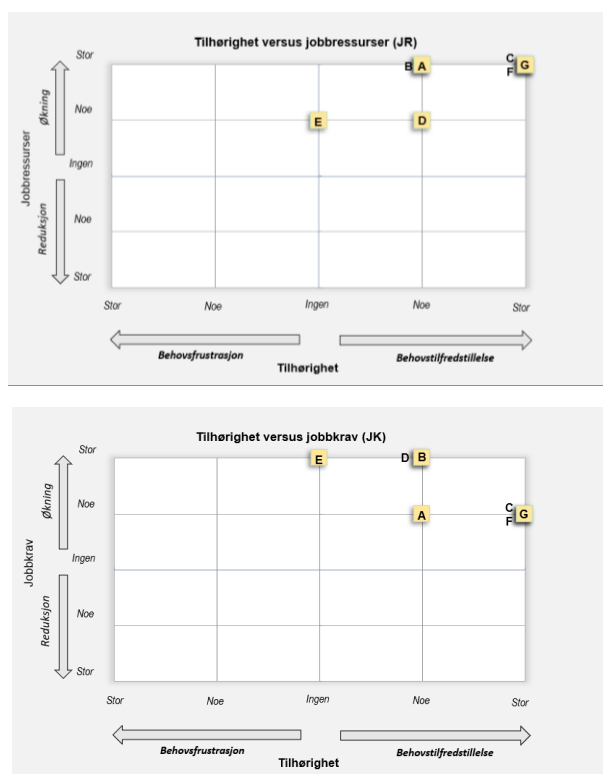 Tilhørighet versus jobbressurser (JR)
Stor
C
B A G
F
Noe
E D
Ingen
Noe
Stor
Økning
Reduksjon
Jobbressurser
Stor Noe Ingen Noe Stor
Behovsfrustrasjon Behovstilfredstillelse
Tilhørighet
Tilhørighet versus jobbkrav (JK)
Stor
E D B
Noe
C
A G
F
Ingen
Noe
Stor
Økning
Reduksjon
Jobbkrav
Stor Noe Ingen Noe Stor
Behovsfrustrasjon Behovstilfredstillelse
Tilhørighet